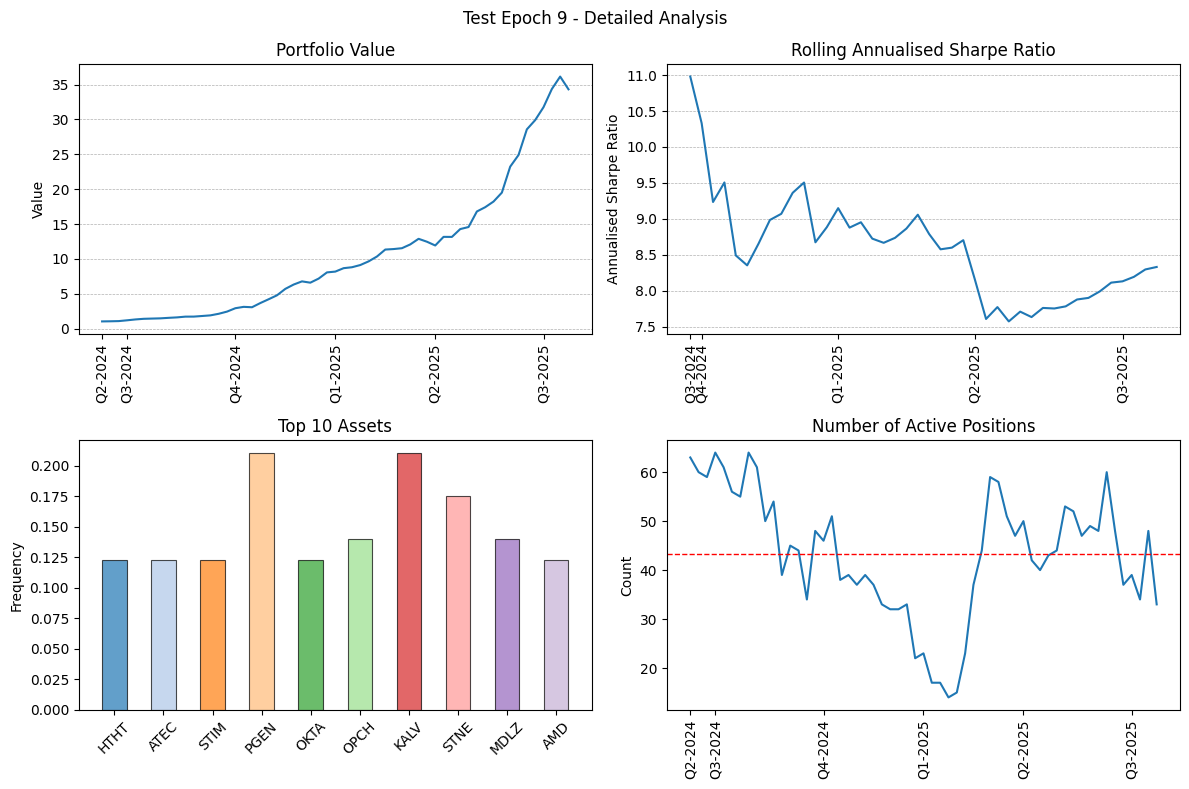 Test Epoch 9 - Detailed Analysis
Portfolio Value
Value
35
30
25
20
15
10
5
0
Q2-2024
Q3-2024
Q4-2024
Q1-2025
Q2-2025
Q3-2025
Rolling Annualised Sharpe Ratio
Annualised Sharpe Ratio
11.0
10.5
10.0
9.5
9.0
8.5
8.0
7.5
Q3-2024
Q4-2024
Q1-2025
Q2-2025
Q3-2025
Top 10 Assets
Frequency
0.200
0.175
0.150
0.125
0.100
0.075
0.050
0.025
0.000
HTHT
ATEC
STIM
PGEN
OKTA
OPCH
KALV
STNE
MDLZ
AMD
Number of Active Positions
Count
60
50
40
30
20
Q2-2024
Q3-2024
Q4-2024
Q1-2025
Q2-2025
Q3-2025